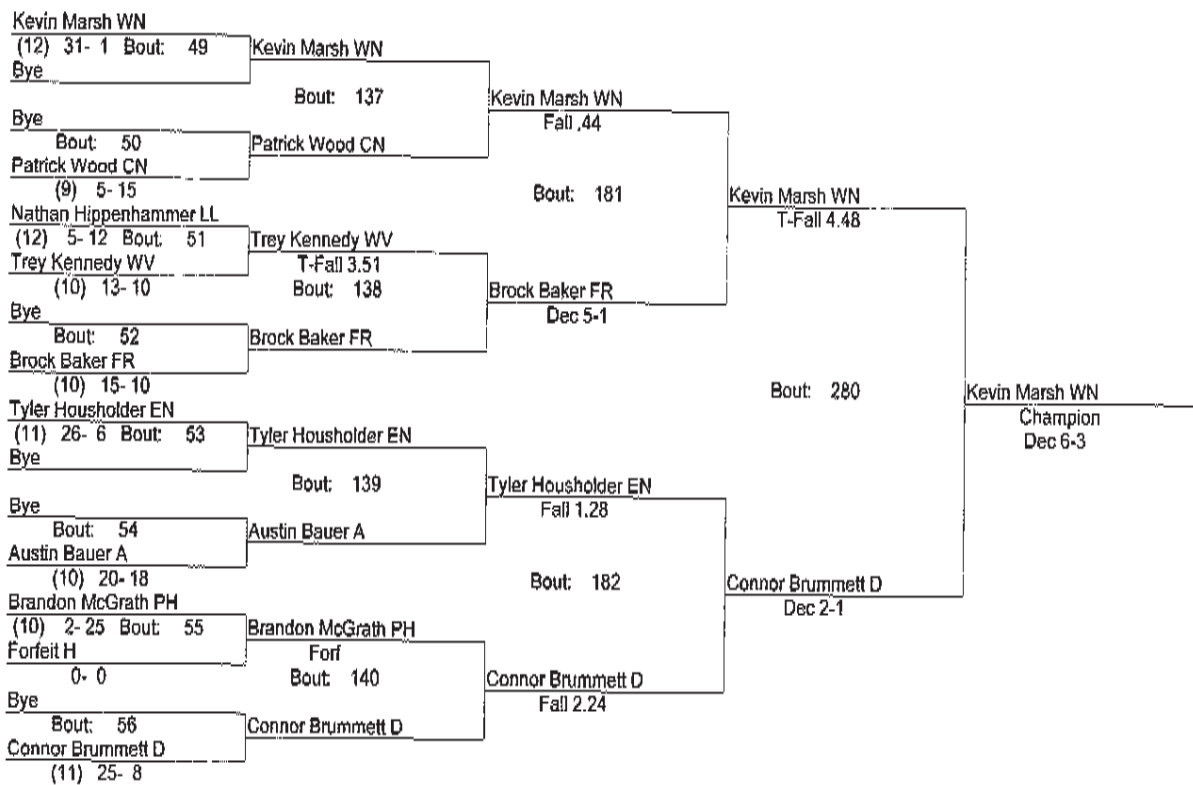 Kevin Marsh WN
(12) 31- 1 Bout: 49
Bye
Bye
Bout: 50
Patrick Wood CN
(9) 5- 15
Nathan Hippenhammer LL
(12) 5- 12 Bout: 51
Trey Kennedy WV
(10) 13- 10
Bye
Bout: 52
Brock Baker FR
(10) 15- 10
Tyler Housholder EN
(11) 26- 6 Bout: 53
Bye
Bye
Bout: 54
Austin Bauer A
(10) 20- 18
Brandon McGrath PH
(10) 2- 25 Bout: 55
Forfeit H
0- 0
Bye
Bout: 56
Connor Brummett D
(11) 25- 8
Kevin Marsh WN
Bout: 137
Patrick Wood CN
Trey Kennedy WV
T-Fall 3.51
Bout: 138
Brock Baker FR
Tyler Housholder EN
Bout: 139
Austin Bauer A
Brandon McGrath PH
Forf
Bout: 140
Connor Brummett D
Kevin Marsh WN
Fall .44
Bout: 181
Brock Baker FR
Dec 5-1
Tyler Housholder EN
Fall 1.28
Bout: 182
Connor Brummett D
Fall 2.24
Kevin Marsh WN
T-Fall 4.48
Bout: 280
Connor Brummett D
Dec 2-1
Kevin Marsh WN
Champion
Dec 6-3